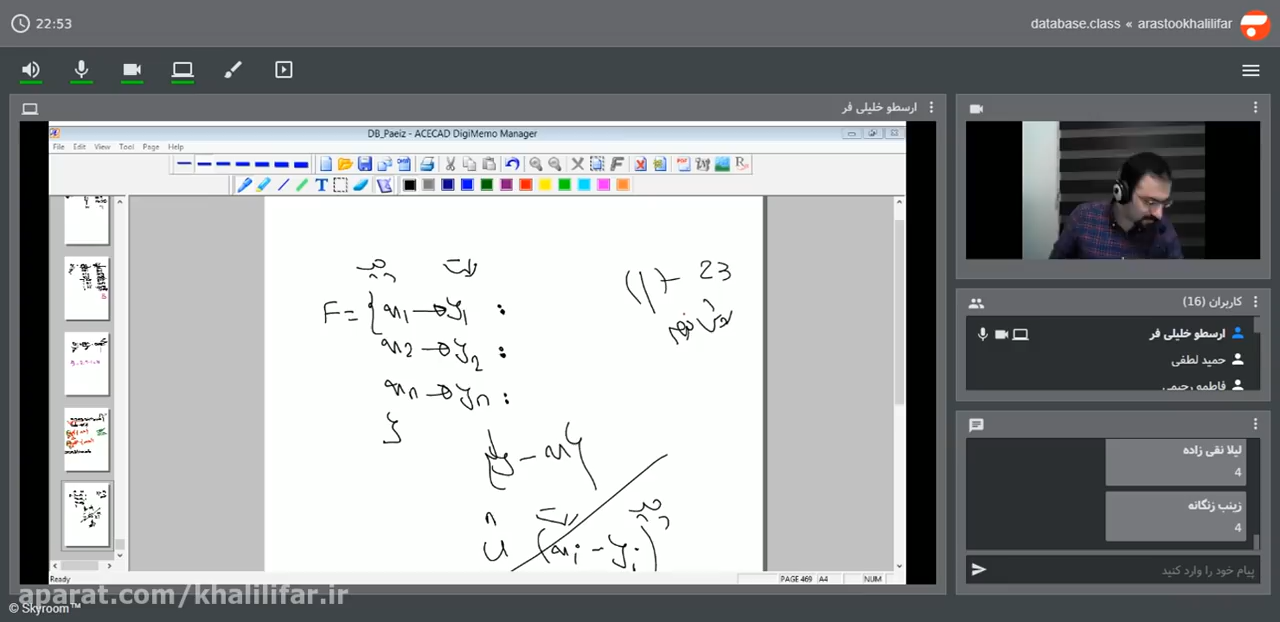 22:53
database.class « arastookhalilifar
ارسطو خلیلی فر
DB_Paeiz - ACECAD DigiMemo Manager
File Edit View Tool Page Help
چپ راست
F = { x1 → y1 :
x2 → y2 :
xn → yn :
}
23
{y - x}
n
راست چپ
U (xi - yi)
Ready
PAGE 469 A4 NUM
کاربران (16)
ارسطو خلیلی فر
حمید لطفی
فاطمه رحیمی
لیلا نقی زاده
4
زینب زنگانه
4
پیام خود را وارد کنید
aparat.com/khalilifar.ir
© Skyroom™